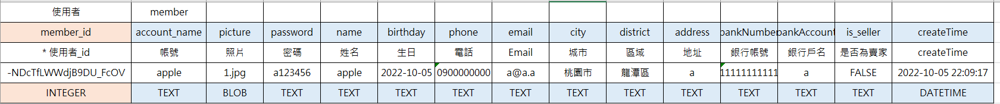 使用者 member
member_id account_name picture password name birthday phone email city district address bankNumber bankAccount is_seller createTime
* 使用者_id 帳號 照片 密碼 姓名 生日 電話 Email 城市 區域 地址 銀行帳號 銀行戶名 是否為賣家 createTime
-NDcTfLWWdjB9DU_FcOV apple 1.jpg a123456 apple 2022-10-05 0900000000 a@a.a 桃園市 龍潭區 a 11111111111 a FALSE 2022-10-05 22:09:17
INTEGER TEXT BLOB TEXT TEXT TEXT TEXT TEXT TEXT TEXT TEXT TEXT TEXT TEXT DATETIME